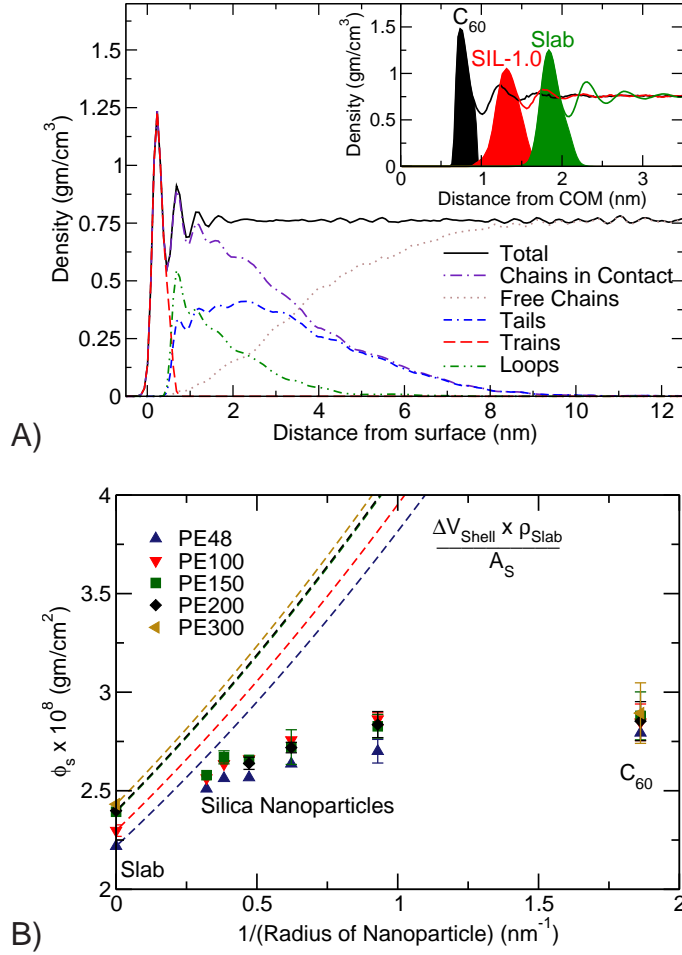 1.5
1.25
1
0.75
0.5
0.25
0
Density (gm/cm³)
0 2 4 6 8 10 12
Distance from surface (nm)
A)
Total
Chains in Contact
Free Chains
Tails
Trains
Loops
C₆₀
SIL-1.0
Slab
1.5
1
0.5
0
Density (gm/cm³)
0 1 2 3
Distance from COM (nm)
4
3.5
3
2.5
2
ϕₛ x 10⁸ (gm/cm²)
PE48
PE100
PE150
PE200
PE300
ΔV_Shell x ρ_Slab
A_S
Silica Nanoparticles
C₆₀
Slab
0 0.5 1 1.5 2
1/(Radius of Nanoparticle) (nm⁻¹)
B)